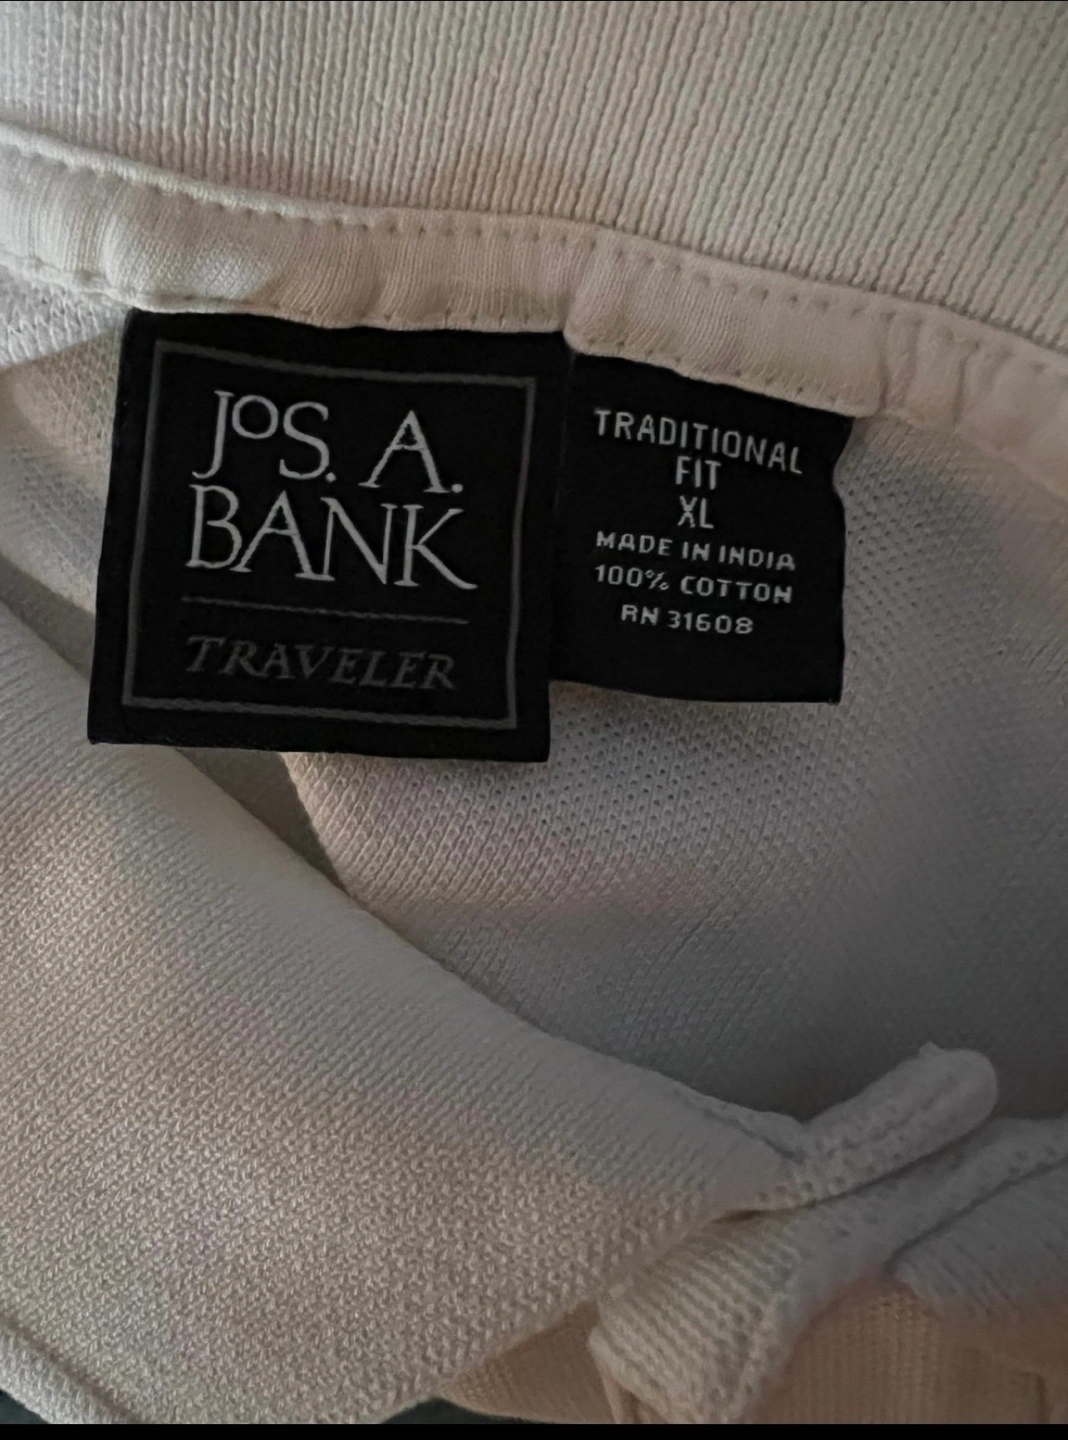 JoS. A.
BANK
TRAVELER
TRADITIONAL
FIT
XL
MADE IN INDIA
100% COTTON
RN 31608